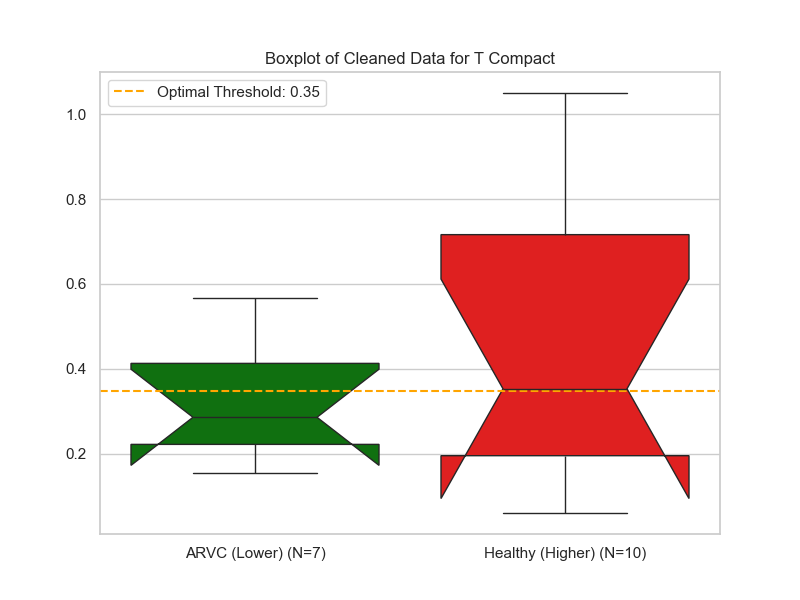 Boxplot of Cleaned Data for T Compact
Optimal Threshold: 0.35
1.0
0.8
0.6
0.4
0.2
ARVC (Lower) (N=7)
Healthy (Higher) (N=10)